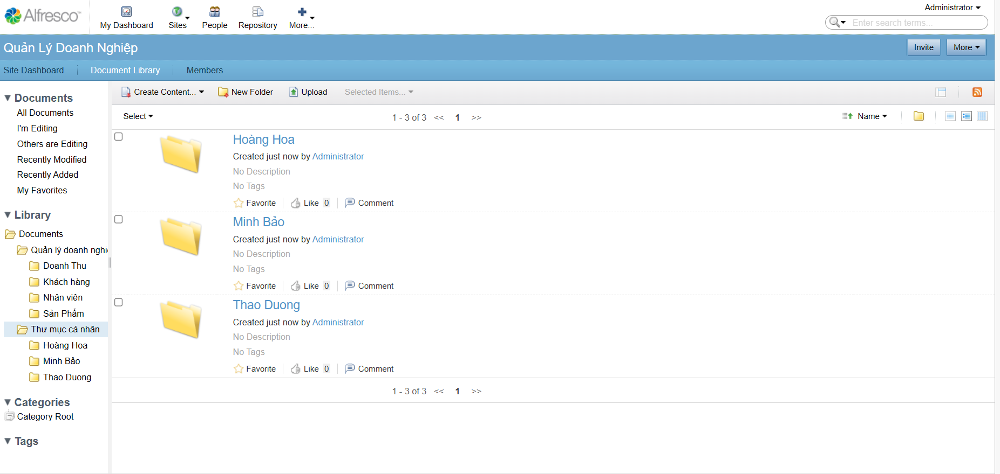 Alfresco™
My Dashboard
Sites
People
Repository
More...
Administrator
Enter search terms...
Quản Lý Doanh Nghiệp
Invite
More
Site Dashboard
Document Library
Members
Documents
All Documents
I'm Editing
Others are Editing
Recently Modified
Recently Added
My Favorites
Library
Documents
Quản lý doanh nghi
Doanh Thu
Khách hàng
Nhân viên
Sản Phẩm
Thư mục cá nhân
Hoàng Hoa
Minh Bảo
Thao Duong
Categories
Category Root
Tags
Create Content...
New Folder
Upload
Selected Items...
Select
1 - 3 of 3 << 1 >>
Name
Hoàng Hoa
Created just now by Administrator
No Description
No Tags
Favorite
Like 0
Comment
Minh Bảo
Created just now by Administrator
No Description
No Tags
Favorite
Like 0
Comment
Thao Duong
Created just now by Administrator
No Description
No Tags
Favorite
Like 0
Comment
1 - 3 of 3 << 1 >>